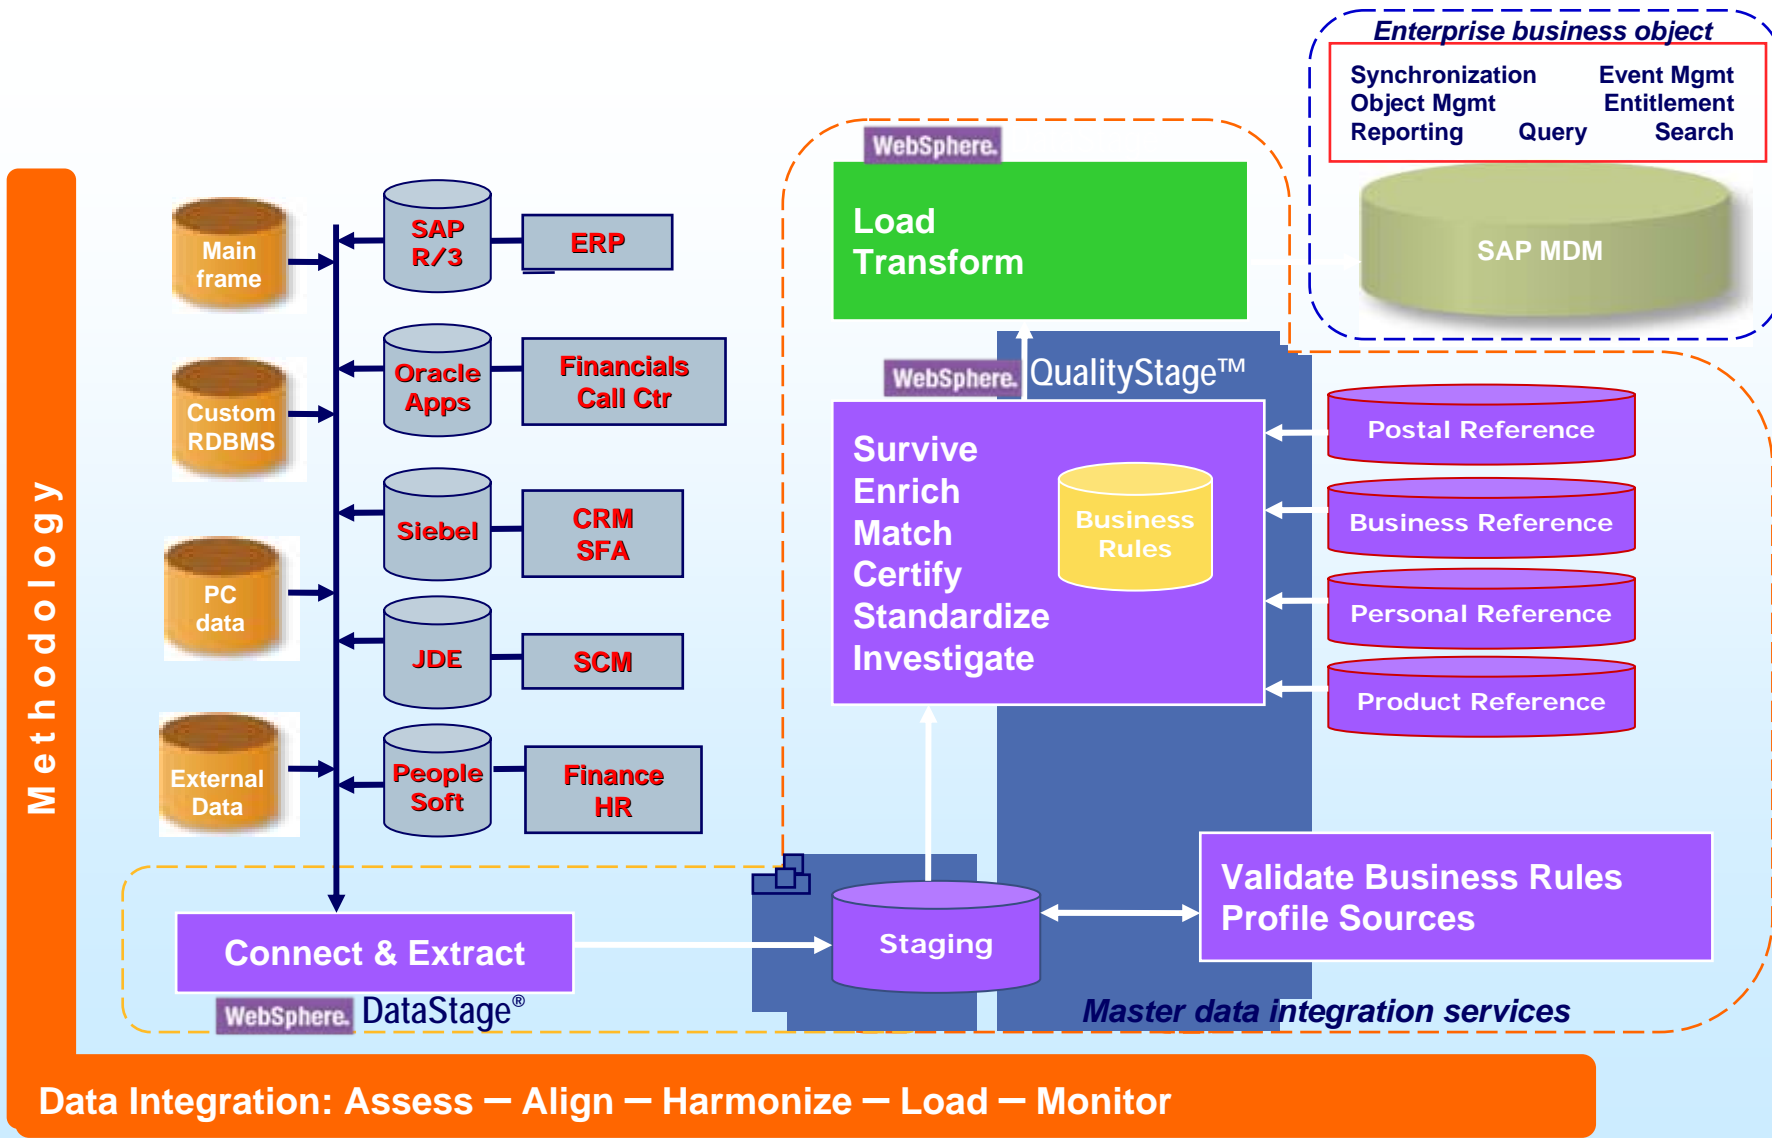 Enterprise business object
Synchronization Event Mgmt
Object Mgmt Entitlement
Reporting Query Search
SAP MDM
WebSphere.
Load
Transform
WebSphere. QualityStage™
Survive
Enrich
Match
Certify
Standardize
Investigate
Business
Rules
Postal Reference
Business Reference
Personal Reference
Product Reference
Main
frame
Custom
RDBMS
PC
data
External
Data
SAP
R/3
ERP
Oracle
Apps
Financials
Call Ctr
Siebel
CRM
SFA
JDE
SCM
People
Soft
Finance
HR
Connect & Extract
WebSphere. DataStage®
Staging
Validate Business Rules
Profile Sources
Master data integration services
Methodology
Data Integration: Assess – Align – Harmonize – Load – Monitor